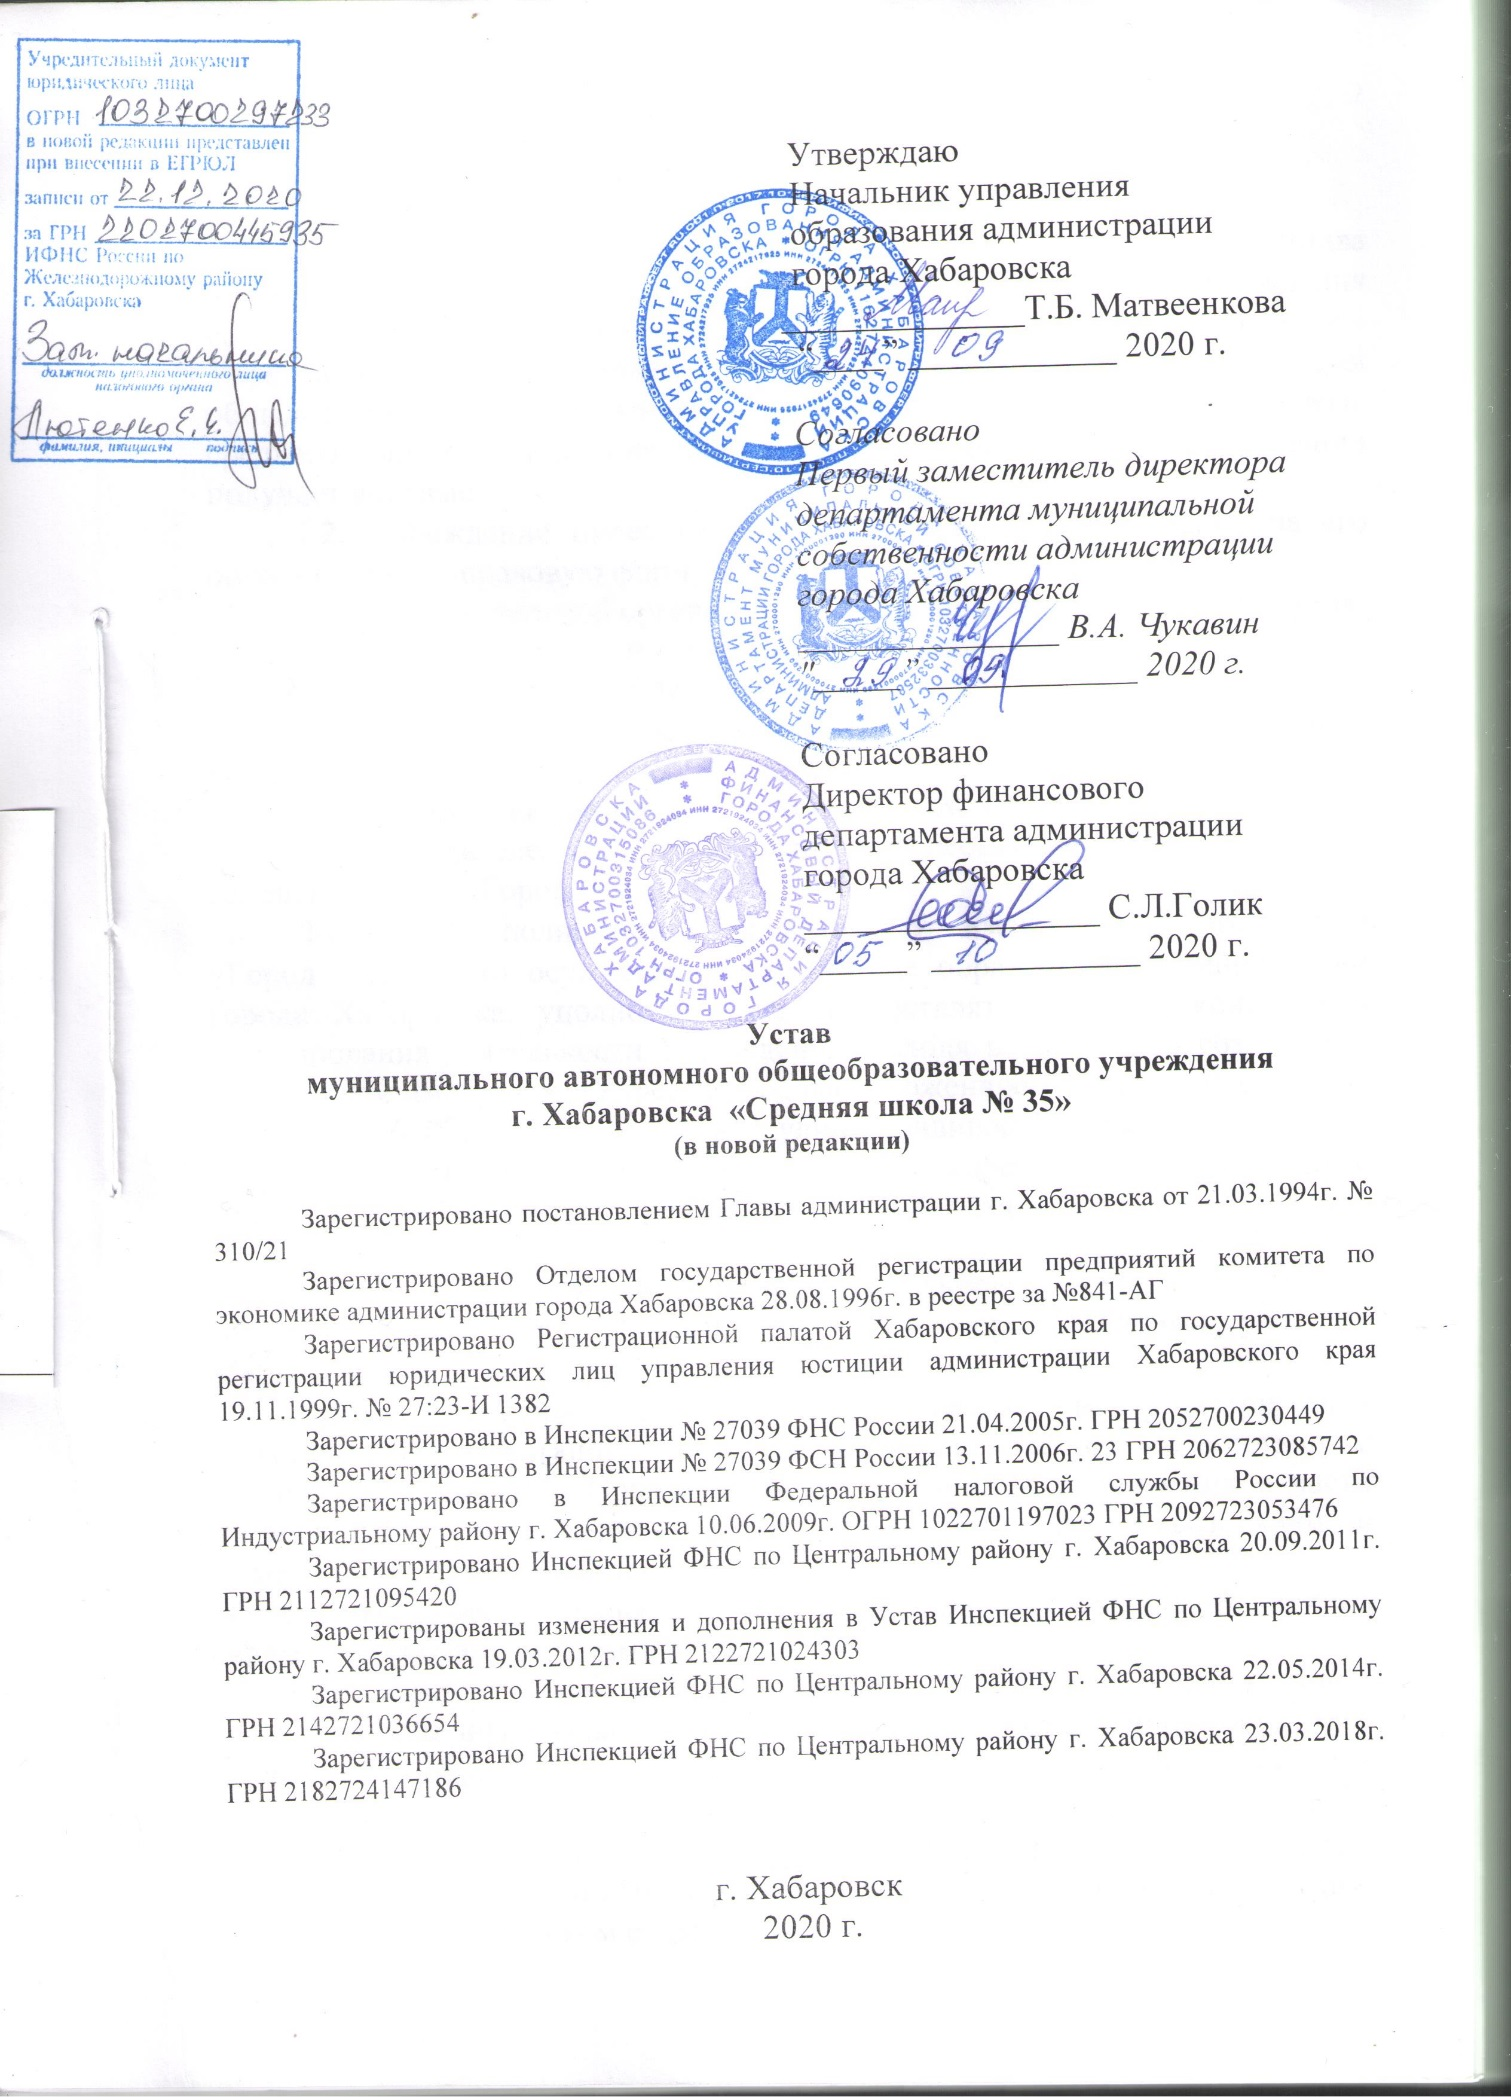 Учредительный документ
юридического лица
ОГРН 1032700297233
в новой редакции представлен
при внесении в ЕГРЮЛ
записи от 22.12.2020
за ГРН 2202700445935
ИФНС России по
Железнодорожному району
г. Хабаровска
Зам. начальника
должность уполномоченного лица
налогового органа
Лютенко Е.
фамилия, инициалы подпись
Утверждаю
Начальник управления
образования администрации
города Хабаровска
Т.Б. Матвеенкова
“ ” 09 2020 г.
Согласовано
Первый заместитель директора
департамента муниципальной
собственности администрации
города Хабаровска
В.А. Чукавин
" 29 " 09. 2020 г.
Согласовано
Директор финансового
департамента администрации
города Хабаровска
С.Л.Голик
“ 05 ” 10 2020 г.
Устав
муниципального автономного общеобразовательного учреждения
г. Хабаровска «Средняя школа № 35»
(в новой редакции)
Зарегистрировано постановлением Главы администрации г. Хабаровска от 21.03.1994г. №
310/21
Зарегистрировано Отделом государственной регистрации предприятий комитета по
экономике администрации города Хабаровска 28.08.1996г. в реестре за №841-АГ
Зарегистрировано Регистрационной палатой Хабаровского края по государственной
регистрации юридических лиц управления юстиции администрации Хабаровского края
19.11.1999г. № 27:23-И 1382
Зарегистрировано в Инспекции № 27039 ФНС России 21.04.2005г. ГРН 2052700230449
Зарегистрировано в Инспекции № 27039 ФСН России 13.11.2006г. 23 ГРН 2062723085742
Зарегистрировано в Инспекции Федеральной налоговой службы России по
Индустриальному району г. Хабаровска 10.06.2009г. ОГРН 1022701197023 ГРН 2092723053476
Зарегистрировано Инспекцией ФНС по Центральному району г. Хабаровска 20.09.2011г.
ГРН 2112721095420
Зарегистрированы изменения и дополнения в Устав Инспекцией ФНС по Центральному
району г. Хабаровска 19.03.2012г. ГРН 2122721024303
Зарегистрировано Инспекцией ФНС по Центральному району г. Хабаровска 22.05.2014г.
ГРН 2142721036654
Зарегистрировано Инспекцией ФНС по Центральному району г. Хабаровска 23.03.2018г.
ГРН 2182724147186
г. Хабаровск
2020 г.